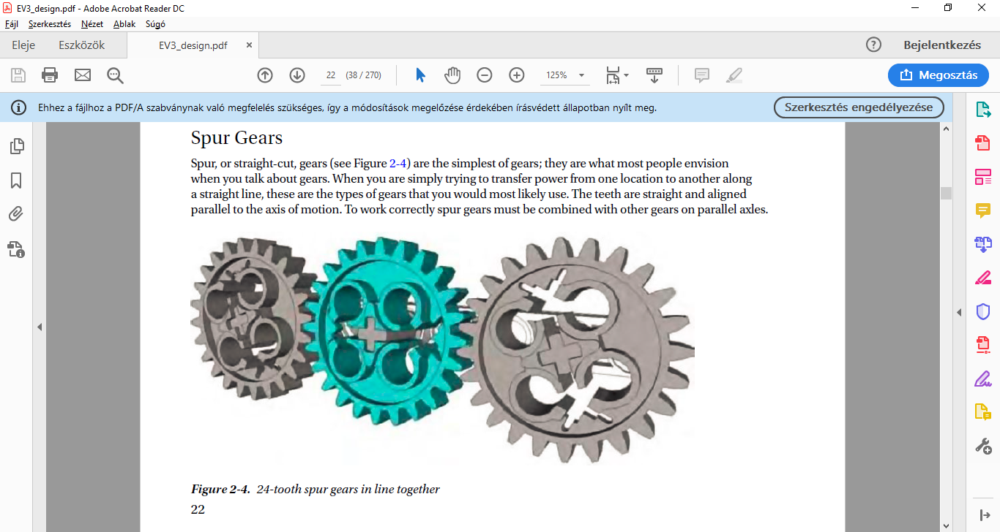 EV3_design.pdf - Adobe Acrobat Reader DC
Fájl Szerkesztés Nézet Ablak Súgó
Eleje Eszközök EV3_design.pdf Bejelentkezés
22 (38 / 270) 125% Megosztás
Ehhez a fájlhoz a PDF/A szabványnak való megfelelés szükséges, így a módosítások megelőzése érdekében írásvédett állapotban nyílt meg. Szerkesztés engedélyezése
Spur Gears
Spur, or straight-cut, gears (see Figure 2-4) are the simplest of gears; they are what most people envision
when you talk about gears. When you are simply trying to transfer power from one location to another along
a straight line, these are the types of gears that you would most likely use. The teeth are straight and aligned
parallel to the axis of motion. To work correctly spur gears must be combined with other gears on parallel axles.
Figure 2-4. 24-tooth spur gears in line together
22